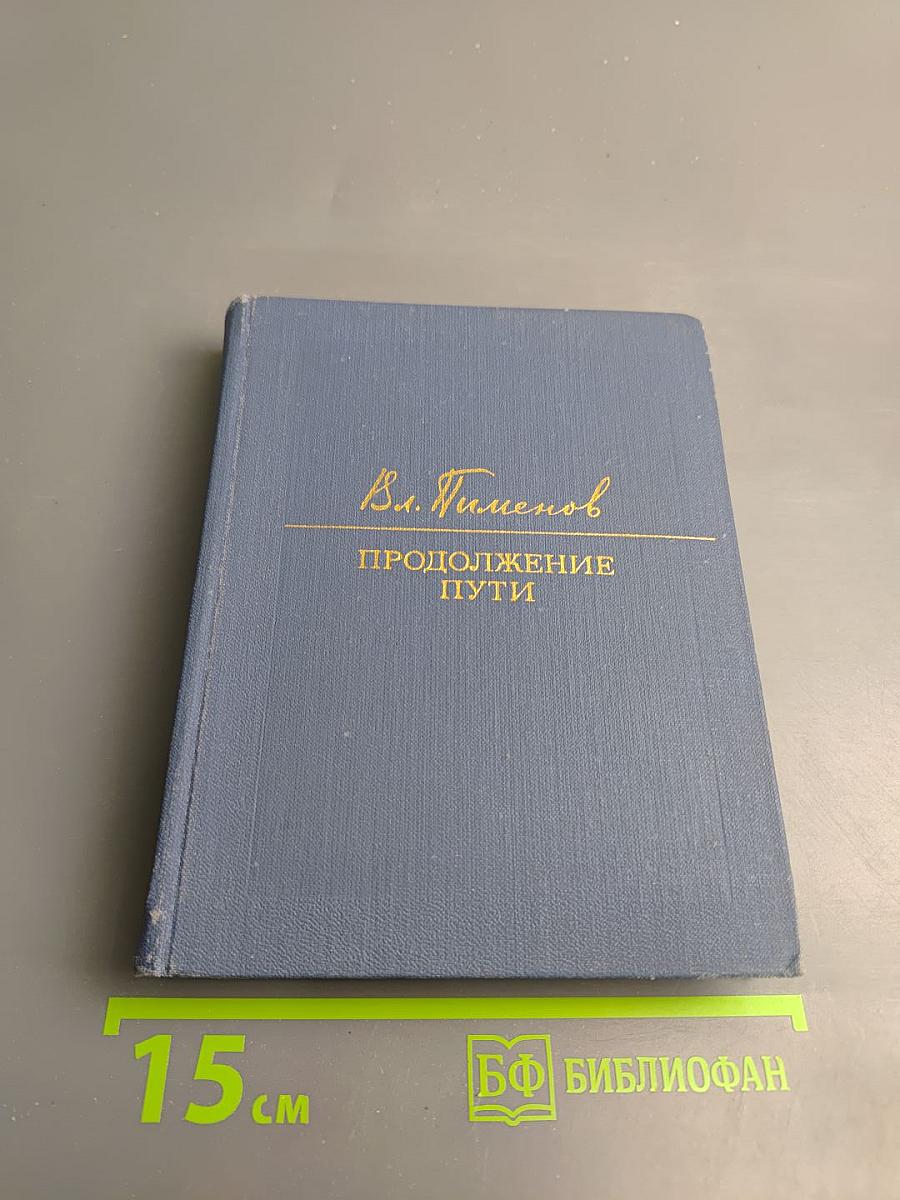 Вл. Пименов
ПРОДОЛЖЕНИЕ
ПУТИ
15 см
БФ БИБЛИОФАН